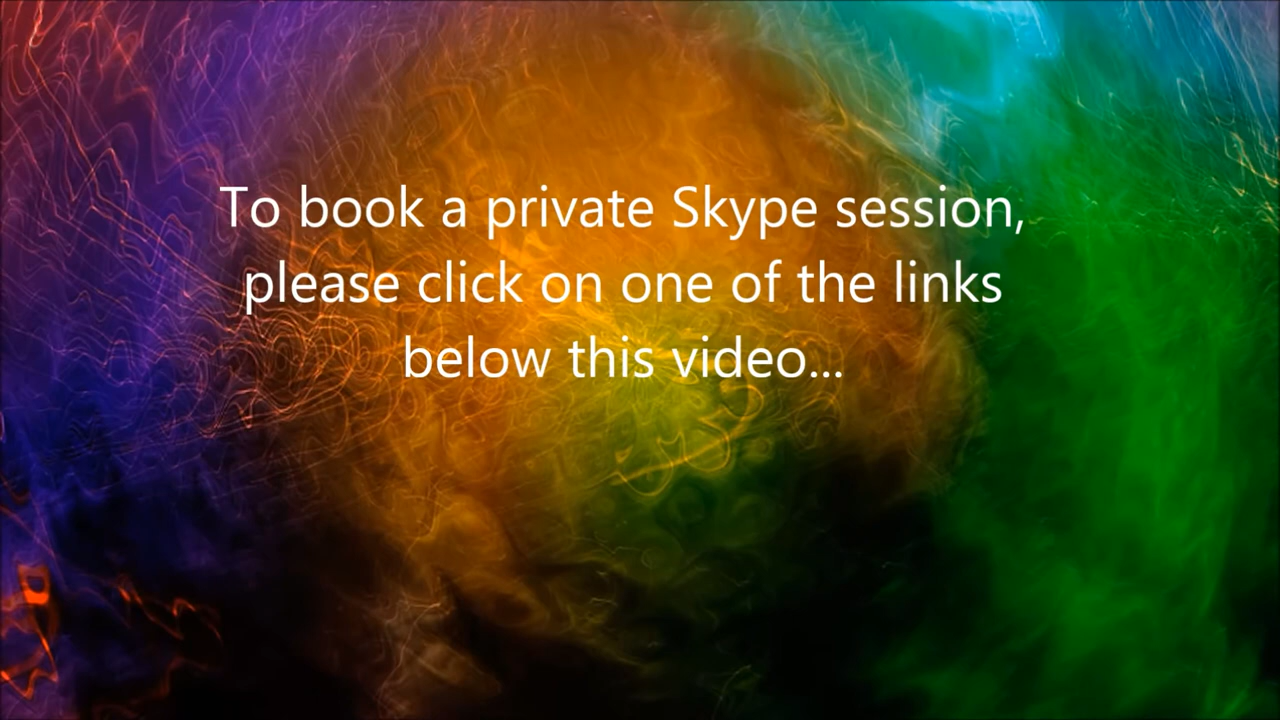 To book a private Skype session,
please click on one of the links
below this video...